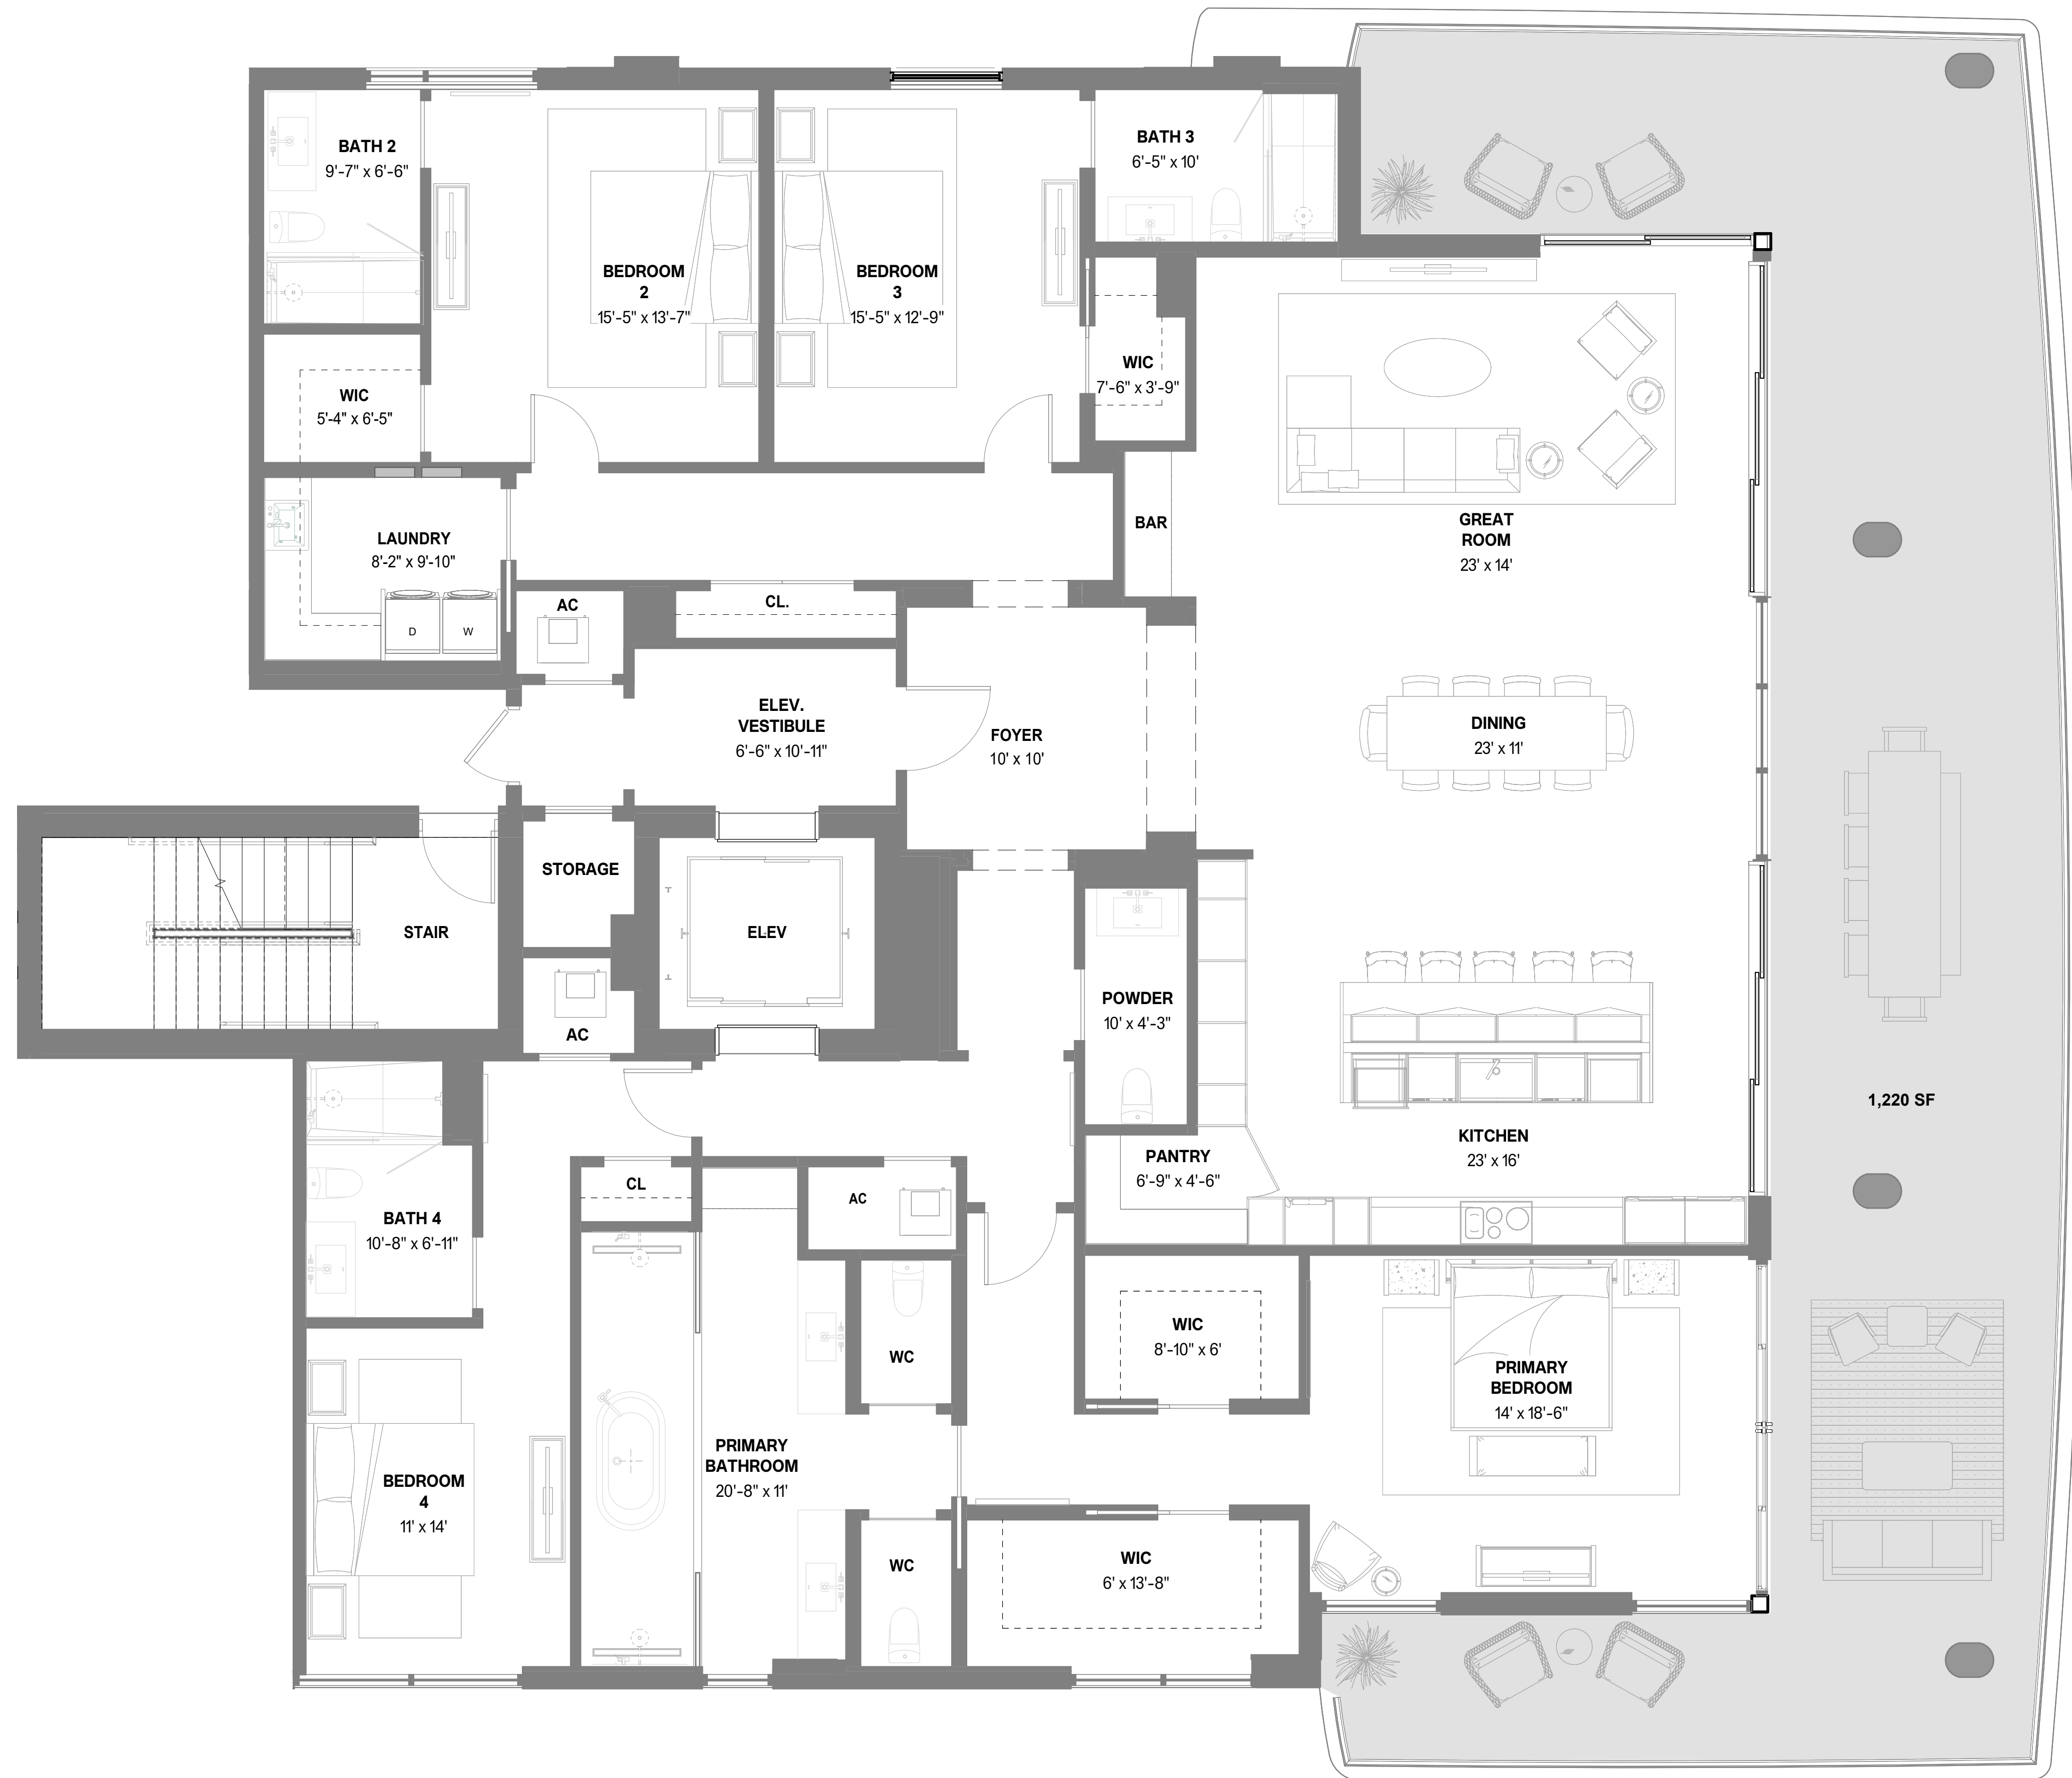 BATH 2
9'-7" x 6'-6"
BATH 3
6'-5" x 10'
BEDROOM
2
15'-5" x 13'-7"
BEDROOM
3
15'-5" x 12'-9"
WIC
7'-6" x 3'-9"
WIC
5'-4" x 6'-5"
BAR
GREAT
ROOM
23' x 14'
LAUNDRY
8'-2" x 9'-10"
D
W
AC
CL.
ELEV.
VESTIBULE
6'-6" x 10'-11"
FOYER
10' x 10'
DINING
23' x 11'
STORAGE
STAIR
ELEV
AC
POWDER
10' x 4'-3"
1,220 SF
KITCHEN
23' x 16'
PANTRY
6'-9" x 4'-6"
CL
AC
BATH 4
10'-8" x 6'-11"
WC
WIC
8'-10" x 6'
PRIMARY
BEDROOM
14' x 18'-6"
PRIMARY
BATHROOM
20'-8" x 11'
BEDROOM
4
11' x 14'
WC
WIC
6' x 13'-8"